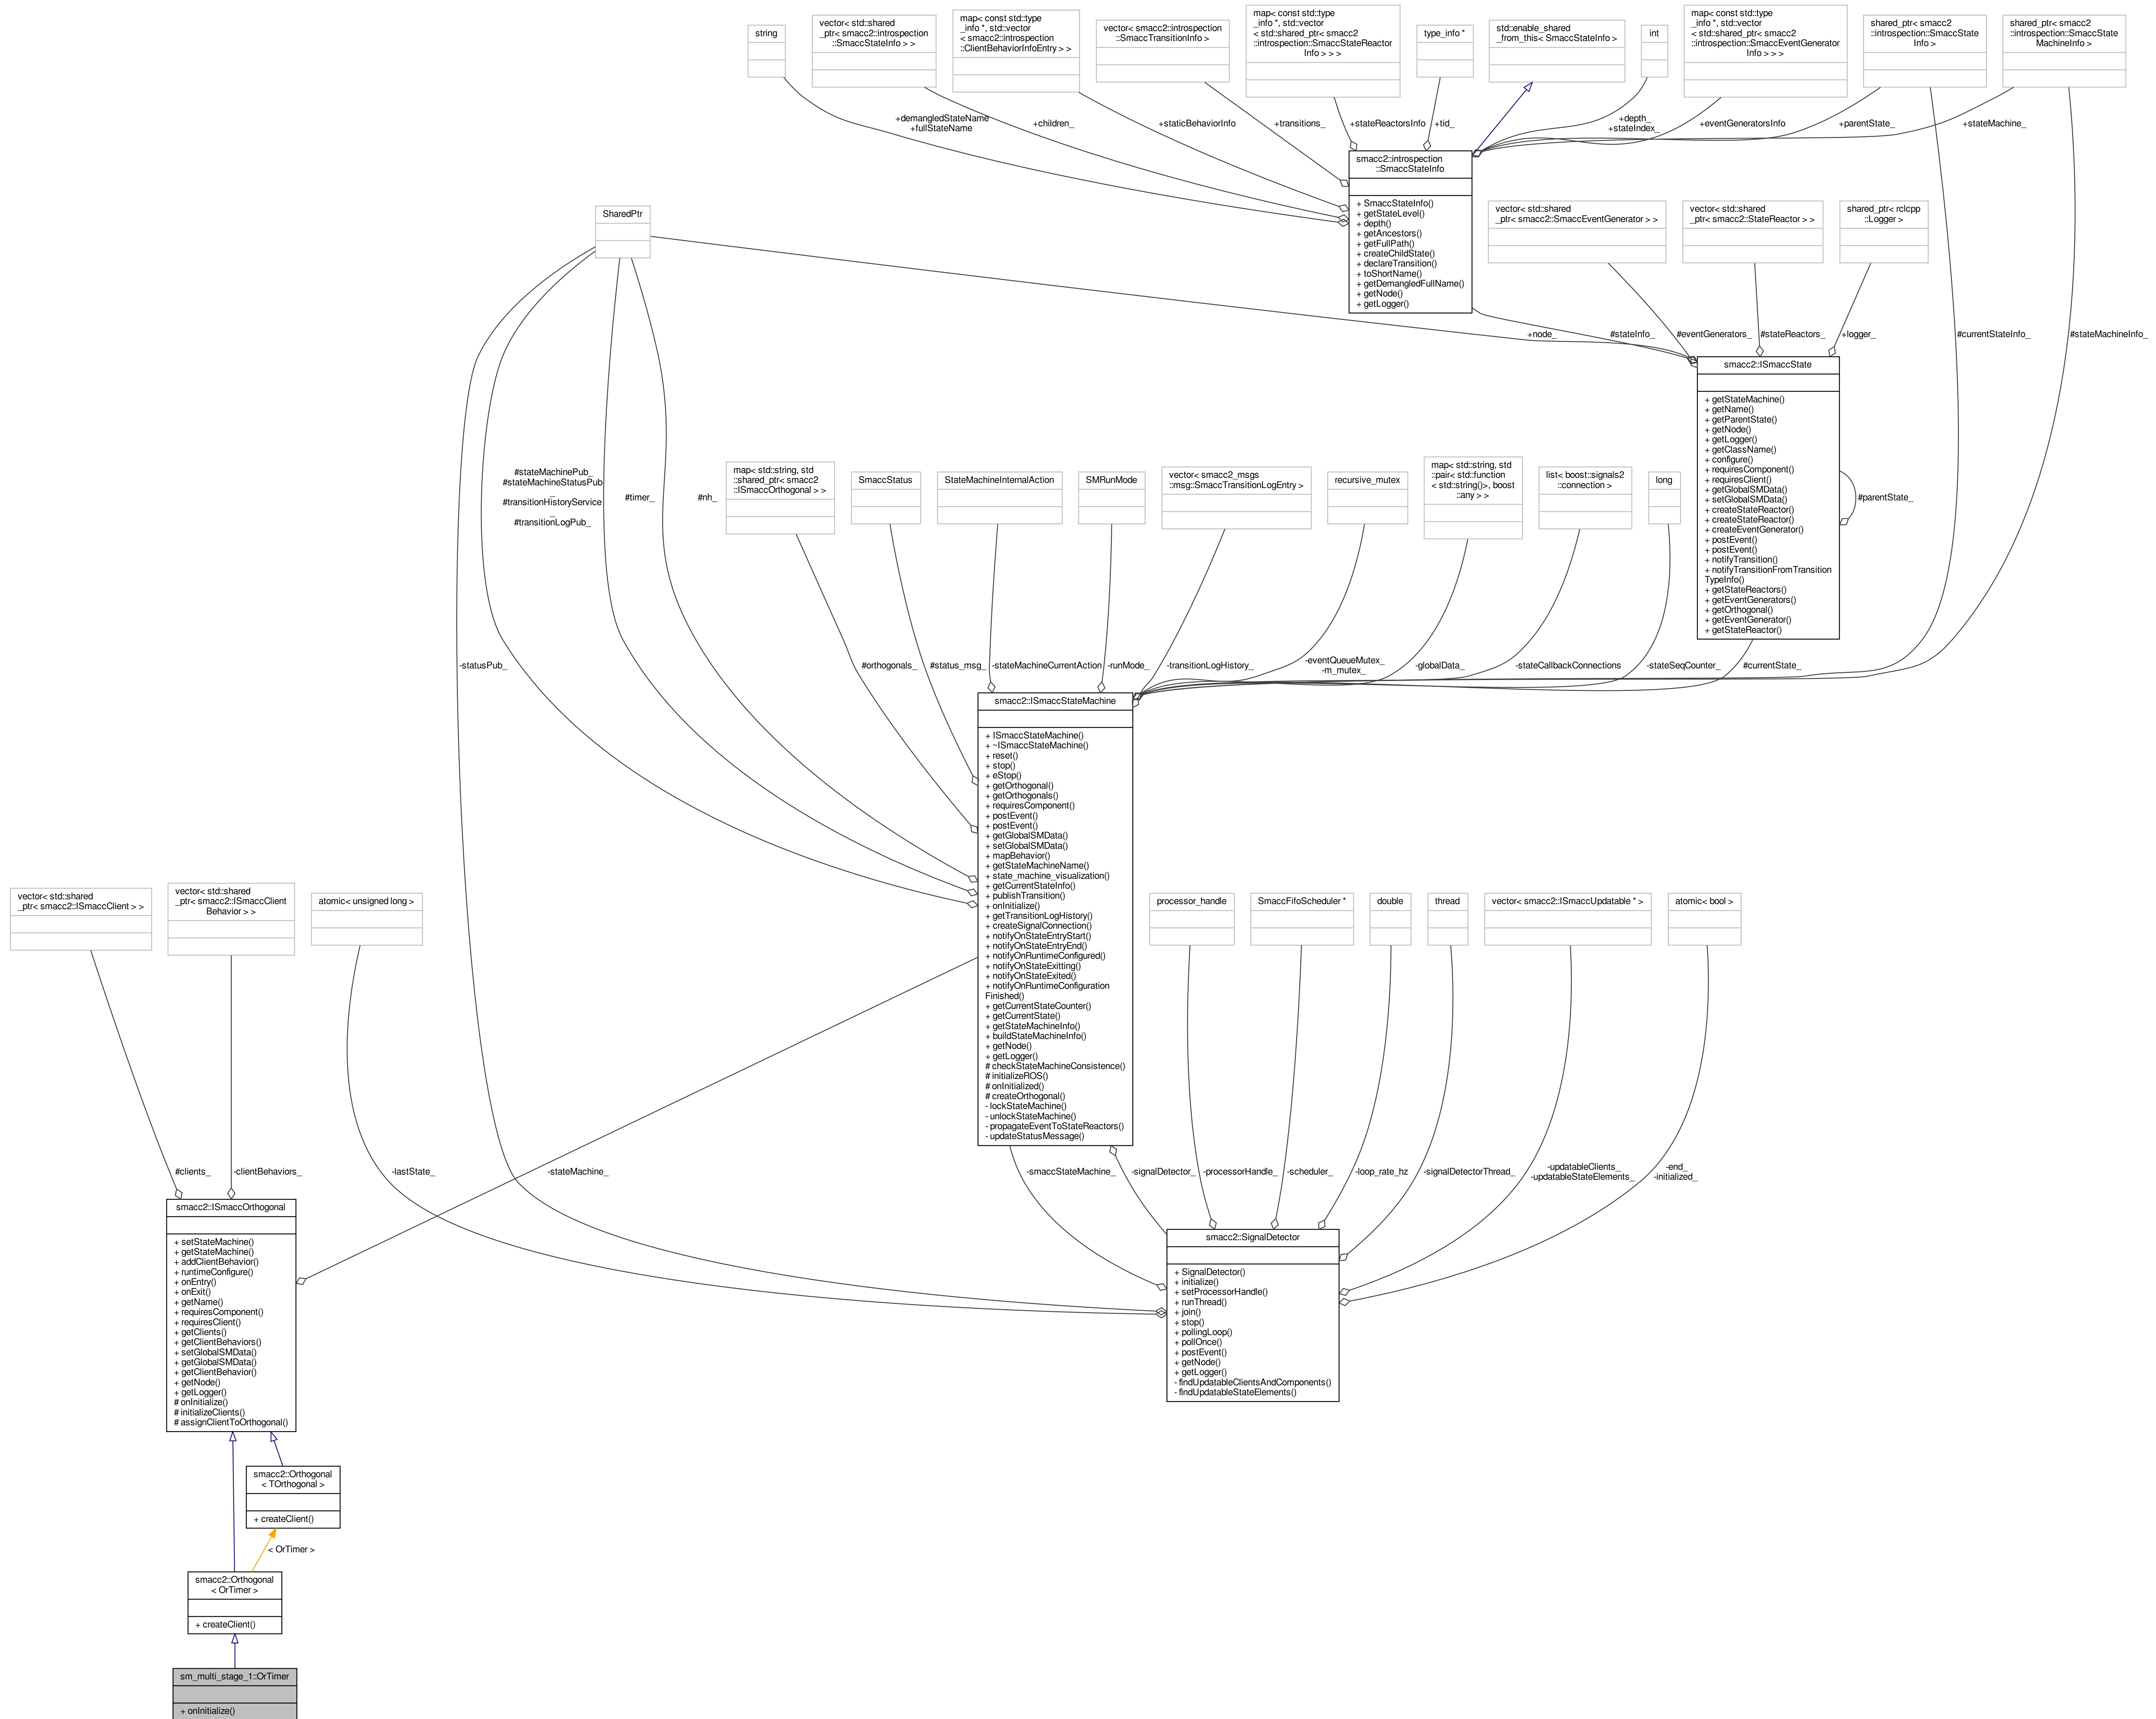 string
vector< std::shared
_ptr< smacc2::introspection
::SmaccStateInfo > >
map< const std::type
_info *, std::vector
< smacc2::introspection
::ClientBehaviorInfoEntry > >
vector< smacc2::introspection
::SmaccTransitionInfo >
map< const std::type
_info *, std::vector
< std::shared_ptr< smacc2
::introspection::SmaccStateReactor
Info > > >
type_info *
std::enable_shared
_from_this< SmaccStateInfo >
int
map< const std::type
_info *, std::vector
< std::shared_ptr< smacc2
::introspection::SmaccEventGenerator
Info > > >
shared_ptr< smacc2
::introspection::SmaccState
Info >
shared_ptr< smacc2
::introspection::SmaccState
MachineInfo >
+demangledStateName
+fullStateName
+children_
+staticBehaviorInfo
+transitions_
+stateReactorsInfo
+tid_
+depth_
+stateIndex_
+eventGeneratorsInfo
+parentState_
+stateMachine_
smacc2::introspection
::SmaccStateInfo
+ SmaccStateInfo()
+ getStateLevel()
+ depth()
+ getAncestors()
+ getFullPath()
+ createChildState()
+ declareTransition()
+ toShortName()
+ getDemangledFullName()
+ getNode()
+ getLogger()
SharedPtr
vector< std::shared
_ptr< smacc2::SmaccEventGenerator > >
vector< std::shared
_ptr< smacc2::StateReactor > >
shared_ptr< rclcpp
::Logger >
+node_
#stateInfo_
#eventGenerators_
#stateReactors_
+logger_
#currentStateInfo_
#stateMachineInfo_
smacc2::ISmaccState
+ getStateMachine()
+ getName()
+ getParentState()
+ getNode()
+ getLogger()
+ getClassName()
+ configure()
+ requiresComponent()
+ requiresClient()
+ getGlobalSMData()
+ setGlobalSMData()
+ createStateReactor()
+ createStateReactor()
+ createEventGenerator()
+ postEvent()
+ postEvent()
+ notifyTransition()
+ notifyTransitionFromTransition
TypeInfo()
+ getStateReactors()
+ getEventGenerators()
+ getOrthogonal()
+ getEventGenerator()
+ getStateReactor()
#parentState_
#stateMachinePub_
#stateMachineStatusPub
_
#transitionHistoryService
_
#transitionLogPub_
#timer_
#nh_
map< std::string, std
::shared_ptr< smacc2
::ISmaccOrthogonal > >
SmaccStatus
StateMachineInternalAction
SMRunMode
vector< smacc2_msgs
::msg::SmaccTransitionLogEntry >
recursive_mutex
map< std::string, std
::pair< std::function
< std::string()>, boost
::any > >
list< boost::signals2
::connection >
long
-statusPub_
#orthogonals_
#status_msg_
-stateMachineCurrentAction
-runMode_
-transitionLogHistory_
-eventQueueMutex_
-m_mutex_
-globalData_
-stateCallbackConnections
-stateSeqCounter_
#currentState_
smacc2::ISmaccStateMachine
+ ISmaccStateMachine()
+ ~ISmaccStateMachine()
+ reset()
+ stop()
+ eStop()
+ getOrthogonal()
+ getOrthogonals()
+ requiresComponent()
+ postEvent()
+ postEvent()
+ getGlobalSMData()
+ setGlobalSMData()
+ mapBehavior()
+ getStateMachineName()
+ state_machine_visualization()
+ getCurrentStateInfo()
+ publishTransition()
+ onInitialize()
+ getTransitionLogHistory()
+ createSignalConnection()
+ notifyOnStateEntryStart()
+ notifyOnStateEntryEnd()
+ notifyOnRuntimeConfigured()
+ notifyOnStateExitting()
+ notifyOnStateExited()
+ notifyOnRuntimeConfiguration
Finished()
+ getCurrentStateCounter()
+ getCurrentState()
+ getStateMachineInfo()
+ buildStateMachineInfo()
+ getNode()
+ getLogger()
# checkStateMachineConsistence()
# initializeROS()
# onInitialized()
# createOrthogonal()
- lockStateMachine()
- unlockStateMachine()
- propagateEventToStateReactors()
- updateStatusMessage()
vector< std::shared
_ptr< smacc2::ISmaccClient > >
vector< std::shared
_ptr< smacc2::ISmaccClient
Behavior > >
atomic< unsigned long >
processor_handle
SmaccFifoScheduler *
double
thread
vector< smacc2::ISmaccUpdatable * >
atomic< bool >
#clients_
-clientBehaviors_
-lastState_
-stateMachine_
-smaccStateMachine_
-signalDetector_
-processorHandle_
-scheduler_
-loop_rate_hz
-signalDetectorThread_
-updatableClients_
-updatableStateElements_
-end_
-initialized_
smacc2::ISmaccOrthogonal
+ setStateMachine()
+ getStateMachine()
+ addClientBehavior()
+ runtimeConfigure()
+ onEntry()
+ onExit()
+ getName()
+ requiresComponent()
+ requiresClient()
+ getClients()
+ getClientBehaviors()
+ setGlobalSMData()
+ getGlobalSMData()
+ getClientBehavior()
+ getNode()
+ getLogger()
# onInitialize()
# initializeClients()
# assignClientToOrthogonal()
smacc2::SignalDetector
+ SignalDetector()
+ initialize()
+ setProcessorHandle()
+ runThread()
+ join()
+ stop()
+ pollingLoop()
+ pollOnce()
+ postEvent()
+ getNode()
+ getLogger()
- findUpdatableClientsAndComponents()
- findUpdatableStateElements()
smacc2::Orthogonal
< TOrthogonal >
+ createClient()
< OrTimer >
smacc2::Orthogonal
< OrTimer >
+ createClient()
sm_multi_stage_1::OrTimer
+ onInitialize()